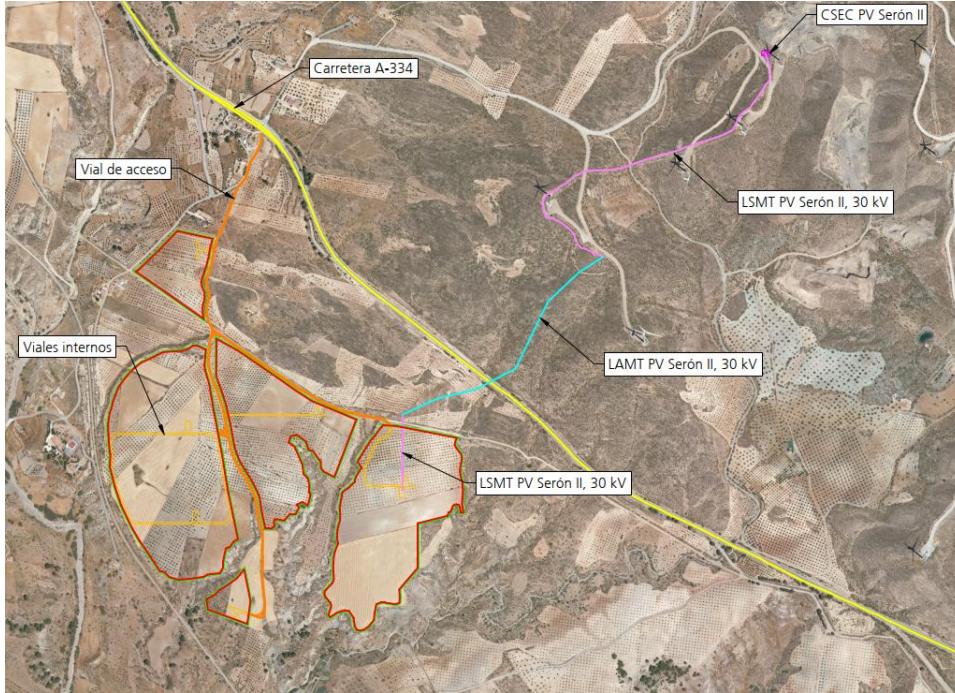 CSEC PV Serón II
Carretera A-334
Vial de acceso
LSMT PV Serón II, 30 kV
Viales internos
LAMT PV Serón II, 30 kV
LSMT PV Serón II, 30 kV